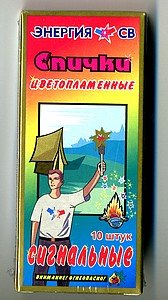 ЭНЕРГИЯ СВ
Спички
ЦВЕТОПЛАМЕННЫЕ
10 ШТУК
СИГНАЛЬНЫЕ
ВНИМАНИЕ! ОГНЕОПАСНО!